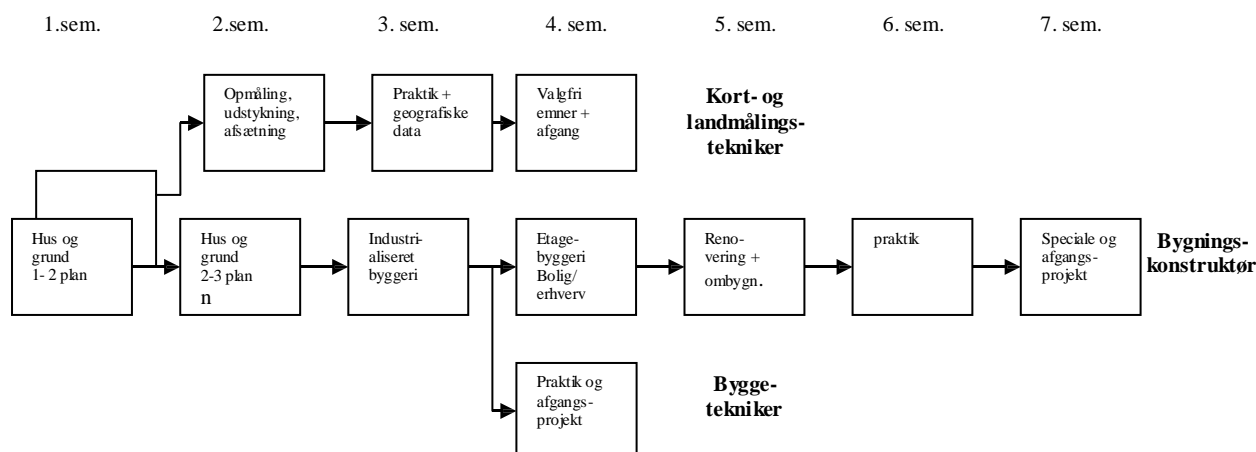 1.sem. 2.sem. 3. sem. 4. sem. 5. sem. 6. sem. 7. sem.
Opmåling,
udstykning,
afsætning
Praktik +
geografiske
data
Valgfri
emner +
afgang
Kort- og
landmålings-
tekniker
Hus og
grund
1- 2 plan
Hus og
grund
2-3 plan
n
Industri-
aliseret
byggeri
Etage-
byggeri
Bolig/
erhverv
Reno-
vering +
ombygn.
praktik
Speciale og
afgangs-
projekt
Bygnings-
konstruktør
Praktik og
afgangs-
projekt
Bygge-
tekniker